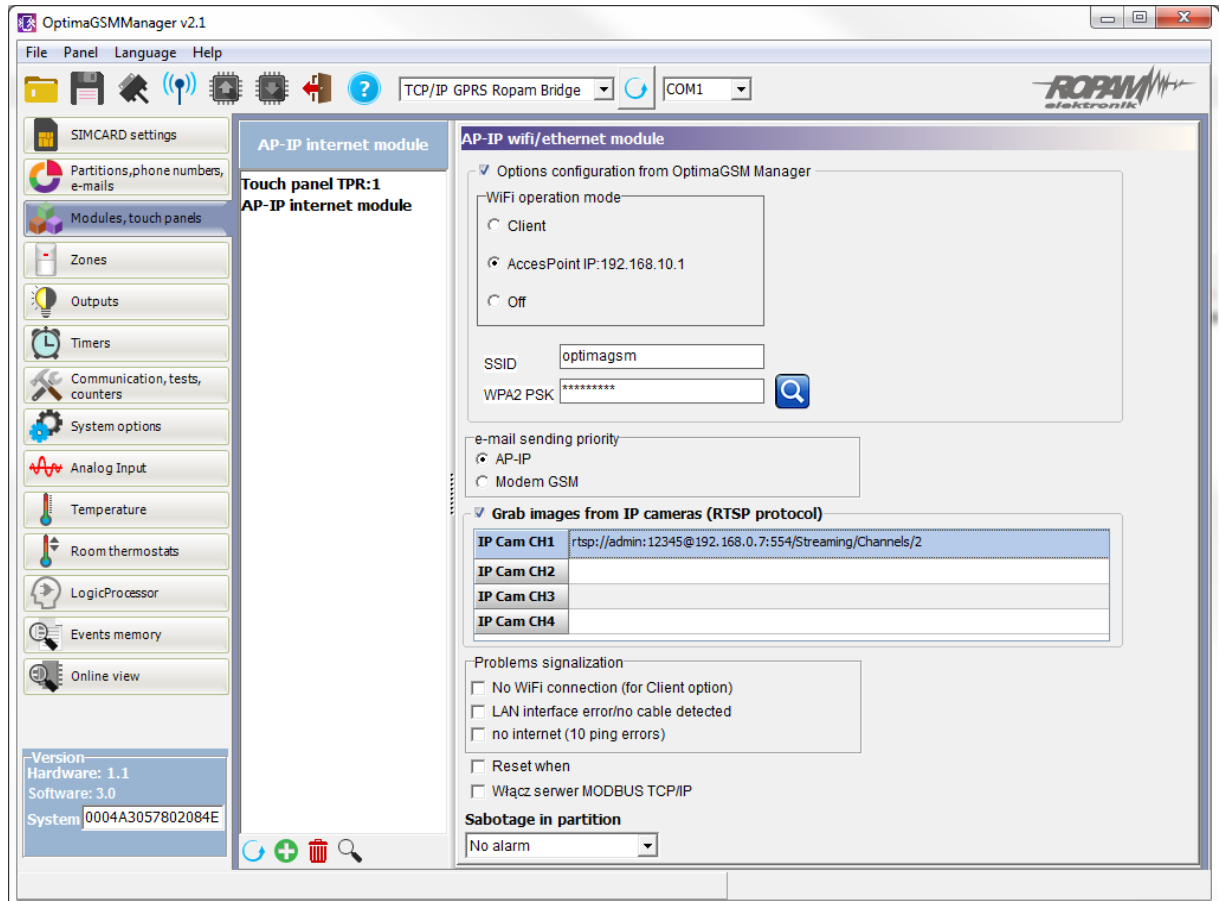 OptimaGSMManager v2.1
File Panel Language Help
TCP/IP GPRS Ropam Bridge
COM1
ROPAM
elektronik
SIMCARD settings
Partitions,phone numbers,
e-mails
Modules, touch panels
Zones
Outputs
Timers
Communication, tests,
counters
System options
Analog Input
Temperature
Room thermostats
LogicProcessor
Events memory
Online view
Version
Hardware: 1.1
Software: 3.0
System 0004A3057802084E
AP-IP internet module
Touch panel TPR:1
AP-IP internet module
AP-IP wifi/ethernet module
Options configuration from OptimaGSM Manager
WiFi operation mode
Client
AccesPoint IP:192.168.10.1
Off
SSID optimagsm
WPA2 PSK *********
e-mail sending priority
AP-IP
Modem GSM
Grab images from IP cameras (RTSP protocol)
IP Cam CH1 rtsp://admin:12345@192.168.0.7:554/Streaming/Channels/2
IP Cam CH2
IP Cam CH3
IP Cam CH4
Problems signalization
No WiFi connection (for Client option)
LAN interface error/no cable detected
no internet (10 ping errors)
Reset when
Włącz serwer MODBUS TCP/IP
Sabotage in partition
No alarm